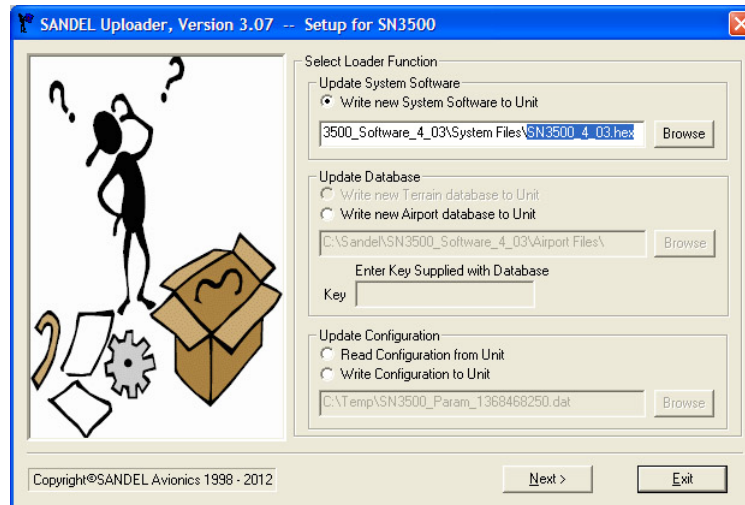 SANDEL Uploader, Version 3.07 -- Setup for SN3500
Select Loader Function
Update System Software
Write new System Software to Unit
3500_Software_4_03\System Files\SN3500_4_03.hex
Browse
Update Database
Write new Terrain database to Unit
Write new Airport database to Unit
C:\Sandel\SN3500_Software_4_03\Airport Files\
Browse
Enter Key Supplied with Database
Key
Update Configuration
Read Configuration from Unit
Write Configuration to Unit
C:\Temp\SN3500_Param_1368468250.dat
Browse
Copyright©SANDEL Avionics 1998 - 2012
Next >
Exit